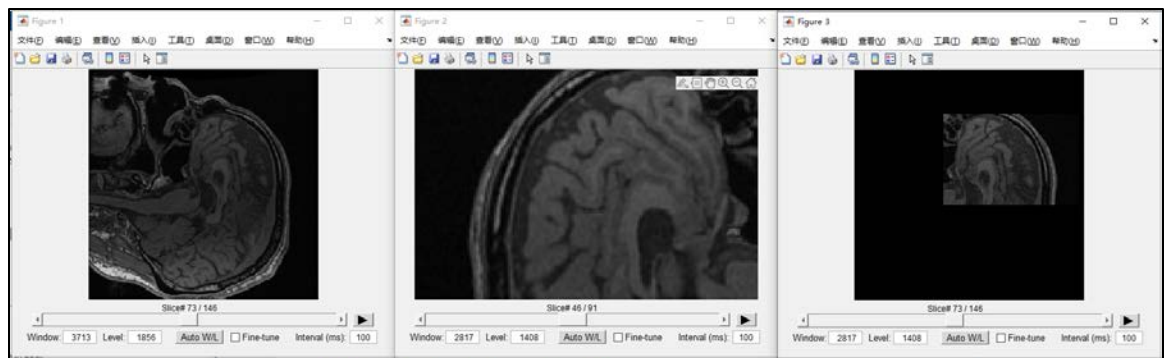 Figure 1
文件(F) 编辑(E) 查看(V) 插入(I) 工具(T) 桌面(D) 窗口(W) 帮助(H)
Slice# 73 / 146
Window: 3713 Level: 1856 Auto W/L Fine-tune Interval (ms): 100
Figure 2
文件(F) 编辑(E) 查看(V) 插入(I) 工具(T) 桌面(D) 窗口(W) 帮助(H)
Slice# 46 / 91
Window: 2817 Level: 1408 Auto W/L Fine-tune Interval (ms): 100
Figure 3
文件(F) 编辑(E) 查看(V) 插入(I) 工具(T) 桌面(D) 窗口(W) 帮助(H)
Slice# 73 / 146
Window: 2817 Level: 1408 Auto W/L Fine-tune Interval (ms): 100